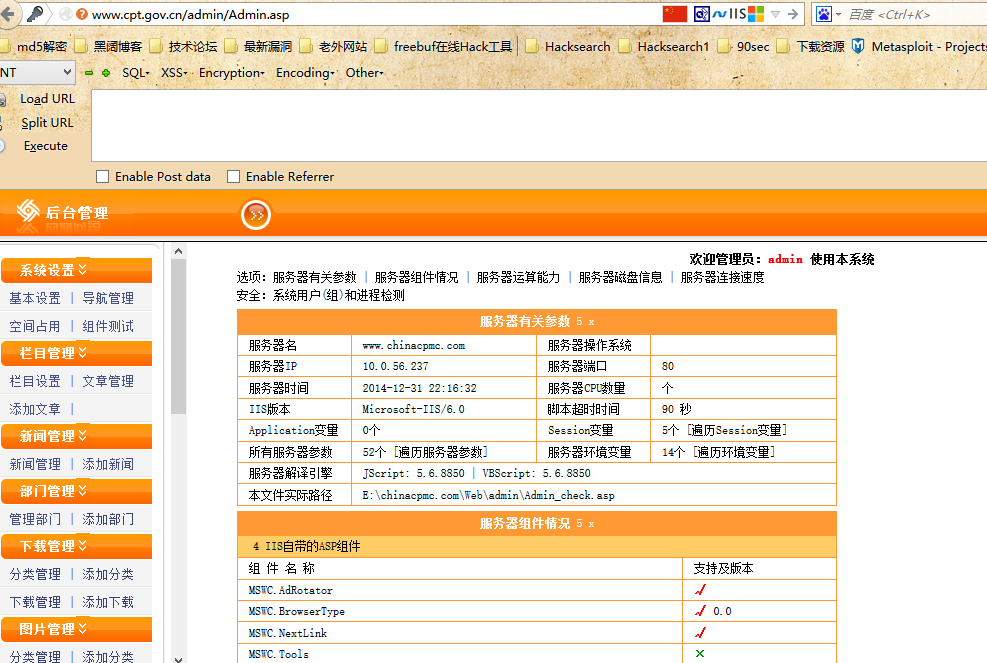 www.cpt.gov.cn/admin/Admin.asp IIS 百度 <Ctrl+K>
md5解密 黑阔博客 技术论坛 最新漏洞 老外网站 freebuf在线Hack工具 Hacksearch Hacksearch1 90sec 下载资源 Metasploit - Projects
NT SQL XSS Encryption Encoding Other
Load URL
Split URL
Execute
Enable Post data Enable Referrer
后台管理
欢迎管理员：admin 使用本系统
选项：服务器有关参数 | 服务器组件情况 | 服务器运算能力 | 服务器磁盘信息 | 服务器连接速度
安全：系统用户(组)和进程检测
系统设置
基本设置 | 导航管理
空间占用 | 组件测试
栏目管理
栏目设置 | 文章管理
添加文章 |
新闻管理
新闻管理 | 添加新闻
部门管理
管理部门 | 添加部门
下载管理
分类管理 | 添加分类
下载管理 | 添加下载
图片管理
分类管理 | 添加分类
服务器有关参数 5 x
服务器名 www.chinacpmc.com 服务器操作系统
服务器IP 10.0.56.237 服务器端口 80
服务器时间 2014-12-31 22:16:32 服务器CPU数量 个
IIS版本 Microsoft-IIS/6.0 脚本超时时间 90 秒
Application变量 0个 Session变量 5个 [遍历Session变量]
所有服务器参数 52个 [遍历服务器参数] 服务器环境变量 14个 [遍历环境变量]
服务器解译引擎 JScript: 5.6.8850 | VBScript: 5.6.8850
本文件实际路径 E:\chinacpmc.com\Web\admin\Admin_check.asp
服务器组件情况 5 x
4 IIS自带的ASP组件
组 件 名 称 支持及版本
MSWC.AdRotator √
MSWC.BrowserType √ 0.0
MSWC.NextLink √
MSWC.Tools ×